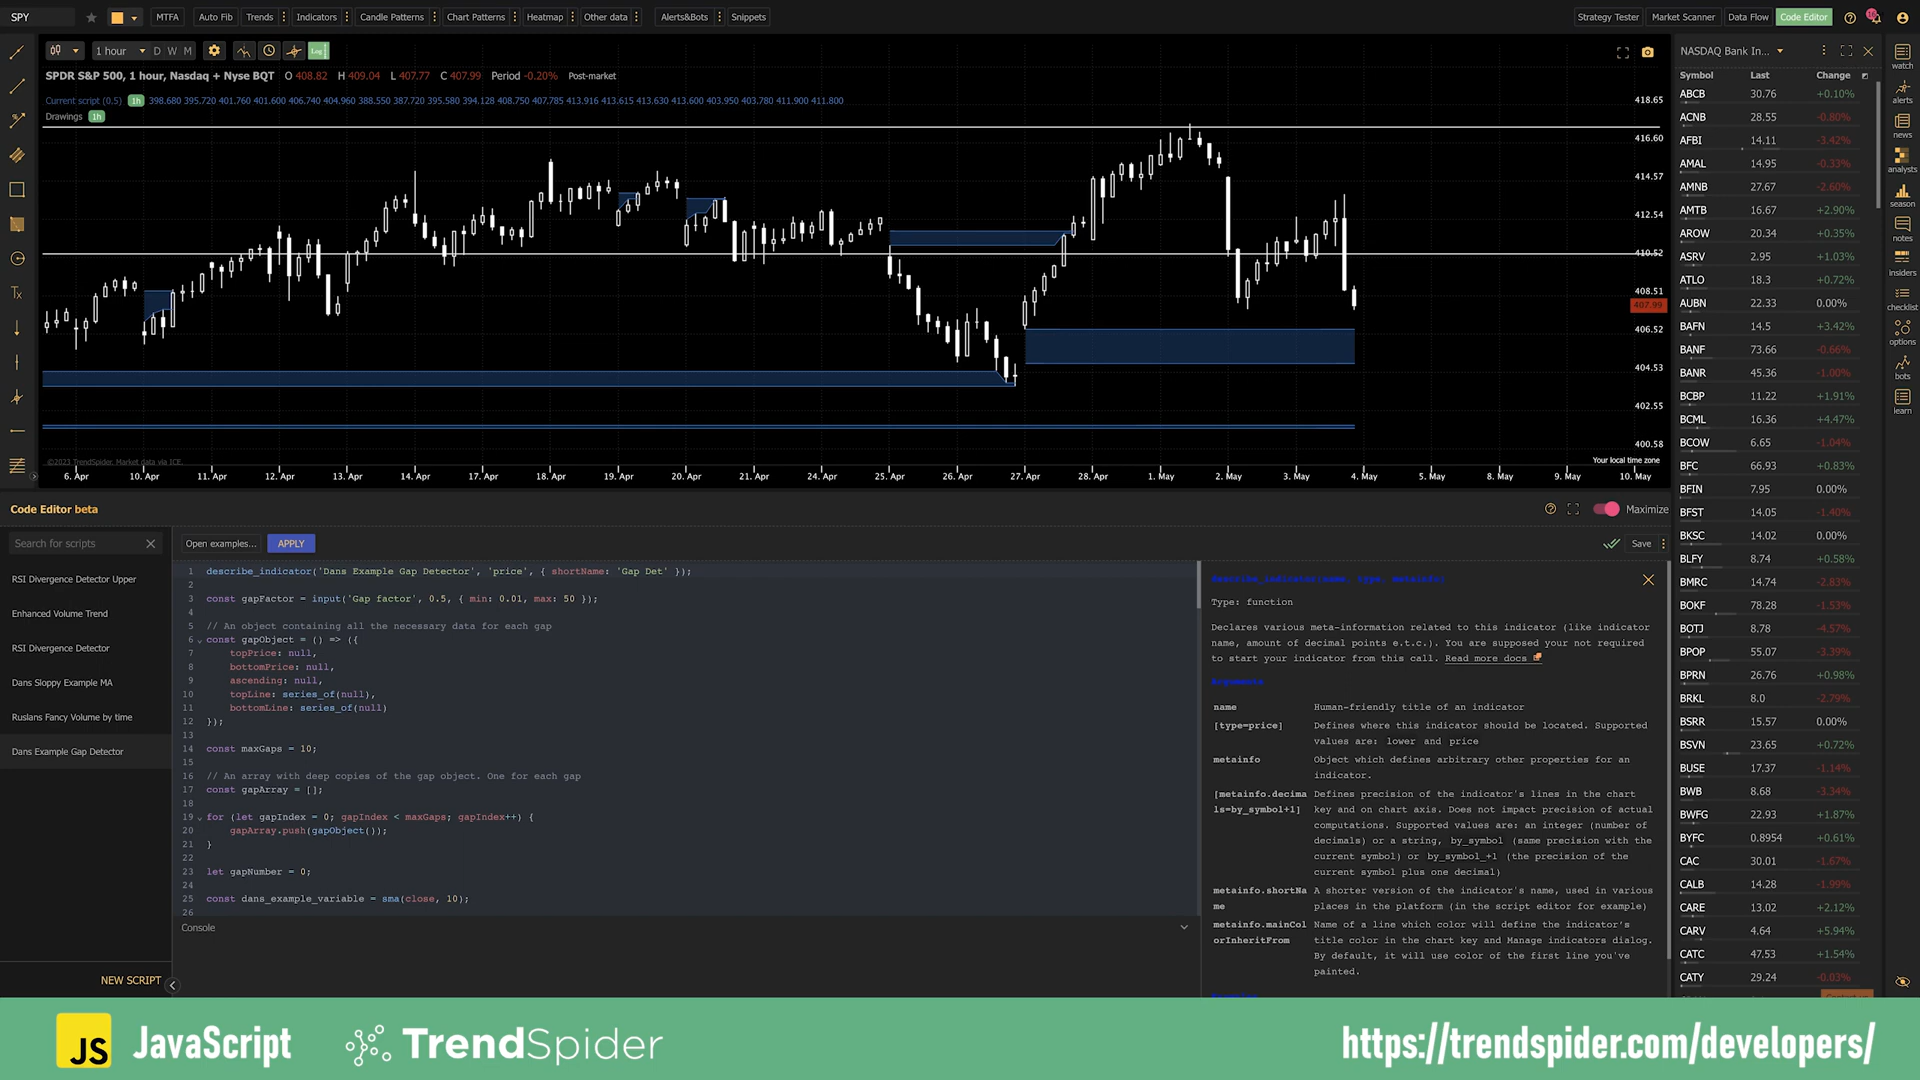 SPY
MTFA
Auto Fib
Trends
Indicators
Candle Patterns
Chart Patterns
Heatmap
Other data
Alerts&Bots
Snippets
Strategy Tester
Market Scanner
Data Flow
Code Editor
1 hour
D W M
Log
SPDR S&P 500, 1 hour, Nasdaq + Nyse BQT O 408.82 H 409.04 L 407.77 C 407.99 Period -0.20% Post-market
Current script (0.5) 1h 398.680 395.720 401.760 401.600 406.740 404.960 388.550 387.720 395.580 394.128 408.750 407.785 413.916 413.615 413.630 413.600 403.950 403.780 411.900 411.800
Drawings 1h
418.65
416.60
414.57
412.54
410.52
408.51
407.99
406.52
404.53
402.55
400.58
©2023 TrendSpider. Market data via ICE.
Your local time zone
6. Apr
10. Apr
11. Apr
12. Apr
13. Apr
14. Apr
17. Apr
18. Apr
19. Apr
20. Apr
21. Apr
24. Apr
25. Apr
26. Apr
27. Apr
28. Apr
1. May
2. May
3. May
4. May
5. May
8. May
9. May
10. May
NASDAQ Bank In...
Symbol Last Change
ABCB 30.76 +0.10%
ACNB 28.55 -0.80%
AFBI 14.11 -3.42%
AMAL 14.95 -0.33%
AMNB 27.67 -2.60%
AMTB 16.67 +2.90%
AROW 20.34 +0.35%
ASRV 2.95 +1.03%
ATLO 18.3 +0.72%
AUBN 22.33 0.00%
BAFN 14.5 +3.42%
BANF 73.66 -0.66%
BANR 45.36 -1.00%
BCBP 11.22 +1.91%
BCML 16.36 +4.47%
BCOW 6.65 -1.04%
BFC 66.93 +0.83%
BFIN 7.95 0.00%
BFST 14.05 -1.40%
BKSC 14.02 0.00%
BLFY 8.74 +0.58%
BMRC 14.74 -2.83%
BOKF 78.28 -1.53%
BOTJ 8.78 -4.57%
BPOP 55.07 -3.39%
BPRN 26.76 +0.98%
BRKL 8.0 -2.79%
BSRR 15.57 0.00%
BSVN 23.65 +0.72%
BUSE 17.37 -1.14%
BWB 8.68 -3.34%
BWFG 22.93 +1.87%
BYFC 0.8954 +0.61%
CAC 30.01 -1.67%
CALB 14.28 -1.99%
CARE 13.02 +2.12%
CARV 4.64 +5.94%
CATC 47.53 +1.54%
CATY 29.24 -0.03%
watch
alerts
news
analysts
season
notes
insiders
checklist
options
bots
learn
Code Editor beta
Maximize
Search for scripts
Open examples...
APPLY
Save
RSI Divergence Detector Upper
Enhanced Volume Trend
RSI Divergence Detector
Dans Sloppy Example MA
Ruslans Fancy Volume by time
Dans Example Gap Detector
NEW SCRIPT
1 describe_indicator('Dans Example Gap Detector', 'price', { shortName: 'Gap Det' });
2
3 const gapFactor = input('Gap factor', 0.5, { min: 0.01, max: 50 });
4
5 // An object containing all the necessary data for each gap
6 const gapObject = () => ({
7 topPrice: null,
8 bottomPrice: null,
9 ascending: null,
10 topLine: series_of(null),
11 bottomLine: series_of(null)
12 });
13
14 const maxGaps = 10;
15
16 // An array with deep copies of the gap object. One for each gap
17 const gapArray = [];
18
19 for (let gapIndex = 0; gapIndex < maxGaps; gapIndex++) {
20 gapArray.push(gapObject());
21 }
22
23 let gapNumber = 0;
24
25 const dans_example_variable = sma(close, 10);
26
Console
describe_indicator(name, type, metainfo)
Type: function
Declares various meta-information related to this indicator (like indicator
name, amount of decimal points e.t.c.). You are supposed your not required
to start your indicator from this call. Read more docs
Arguments
name Human-friendly title of an indicator
[type=price] Defines where this indicator should be located. Supported
values are: lower and price
metainfo Object which defines arbitrary other properties for an
indicator.
[metainfo.decima Defines precision of the indicator's lines in the chart
ls=by_symbol+1] key and on chart axis. Does not impact precision of actual
computations. Supported values are: an integer (number of
decimals) or a string, by_symbol (same precision with the
current symbol) or by_symbol_+1 (the precision of the
current symbol plus one decimal)
metainfo.shortNa A shorter version of the indicator's name, used in various
me places in the platform (in the script editor for example)
metainfo.mainCol Name of a line which color will define the indicator's
orInheritFrom title color in the chart key and Manage indicators dialog.
By default, it will use color of the first line you've
painted.
JS JavaScript
TrendSpider
https://trendspider.com/developers/